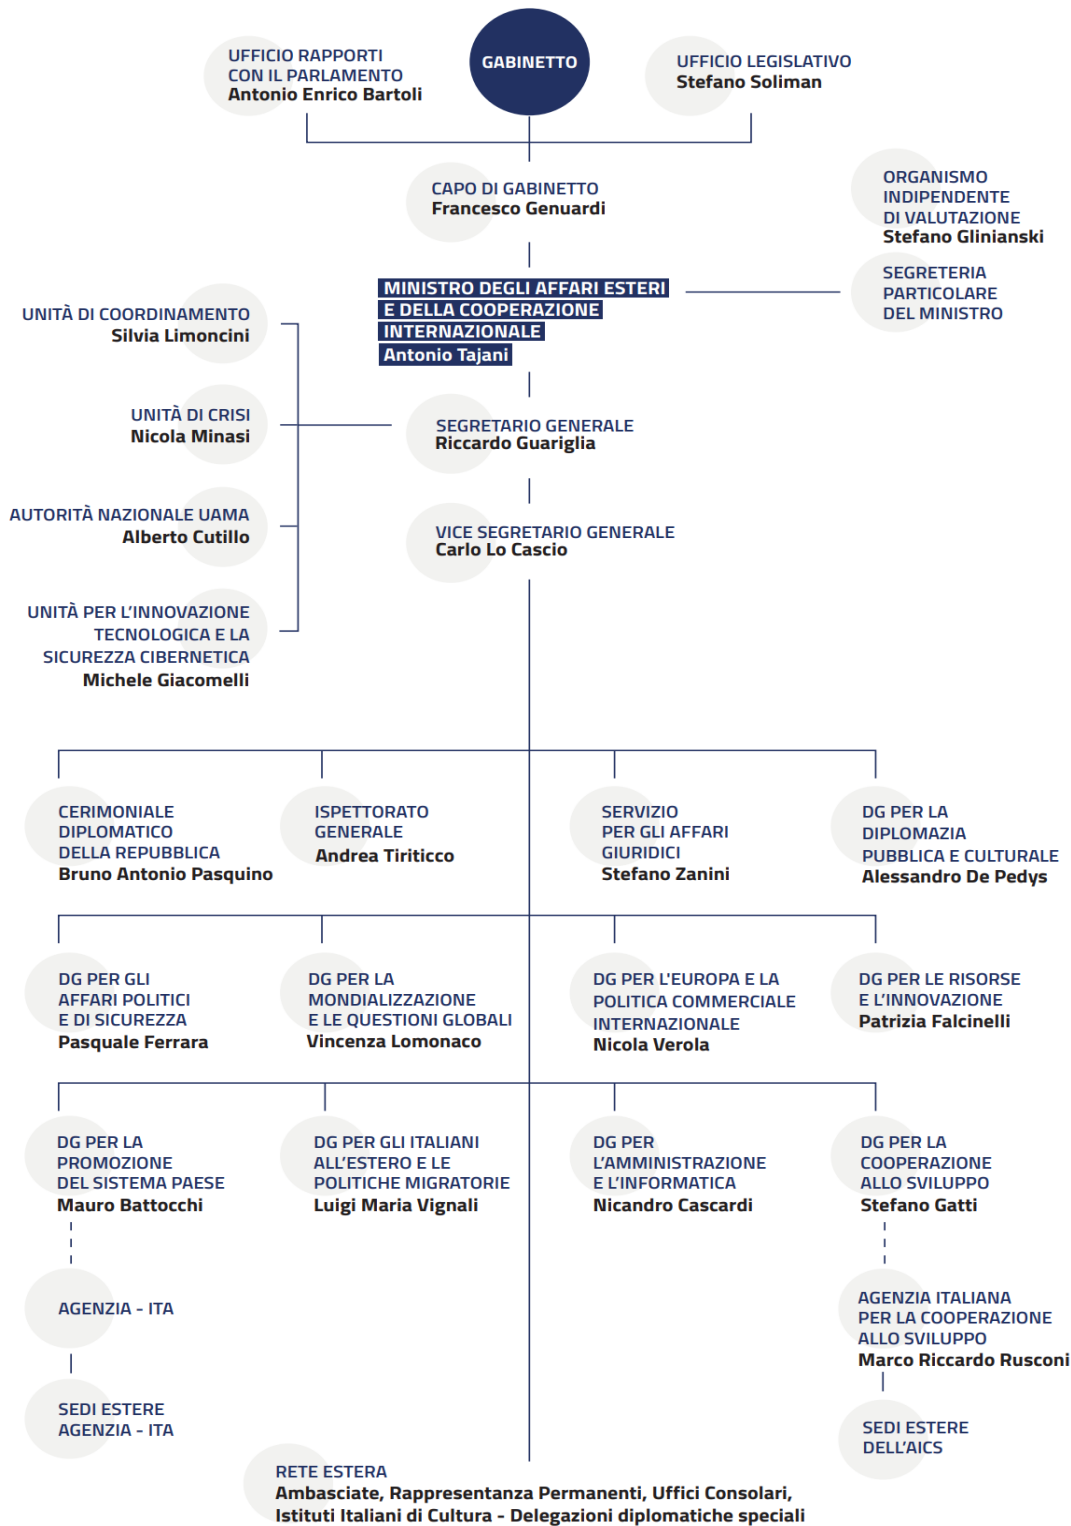 UFFICIO RAPPORTI
CON IL PARLAMENTO
Antonio Enrico Bartoli
GABINETTO
UFFICIO LEGISLATIVO
Stefano Soliman
CAPO DI GABINETTO
Francesco Genuardi
ORGANISMO
INDIPENDENTE
DI VALUTAZIONE
Stefano Glinianski
MINISTRO DEGLI AFFARI ESTERI
E DELLA COOPERAZIONE
INTERNAZIONALE
Antonio Tajani
SEGRETERIA
PARTICOLARE
DEL MINISTRO
UNITÀ DI COORDINAMENTO
Silvia Limoncini
UNITÀ DI CRISI
Nicola Minasi
SEGRETARIO GENERALE
Riccardo Guariglia
AUTORITÀ NAZIONALE UAMA
Alberto Cutillo
VICE SEGRETARIO GENERALE
Carlo Lo Cascio
UNITÀ PER L’INNOVAZIONE
TECNOLOGICA E LA
SICUREZZA CIBERNETICA
Michele Giacomelli
CERIMONIALE
DIPLOMATICO
DELLA REPUBBLICA
Bruno Antonio Pasquino
ISPETTORATO
GENERALE
Andrea Tiriticco
SERVIZIO
PER GLI AFFARI
GIURIDICI
Stefano Zanini
DG PER LA
DIPLOMAZIA
PUBBLICA E CULTURALE
Alessandro De Pedys
DG PER GLI
AFFARI POLITICI
E DI SICUREZZA
Pasquale Ferrara
DG PER LA
MONDIALIZZAZIONE
E LE QUESTIONI GLOBALI
Vincenza Lomonaco
DG PER L'EUROPA E LA
POLITICA COMMERCIALE
INTERNAZIONALE
Nicola Verola
DG PER LE RISORSE
E L’INNOVAZIONE
Patrizia Falcinelli
DG PER LA
PROMOZIONE
DEL SISTEMA PAESE
Mauro Battocchi
DG PER GLI ITALIANI
ALL’ESTERO E LE
POLITICHE MIGRATORIE
Luigi Maria Vignali
DG PER
L’AMMINISTRAZIONE
E L’INFORMATICA
Nicandro Cascardi
DG PER LA
COOPERAZIONE
ALLO SVILUPPO
Stefano Gatti
AGENZIA - ITA
AGENZIA ITALIANA
PER LA COOPERAZIONE
ALLO SVILUPPO
Marco Riccardo Rusconi
SEDI ESTERE
AGENZIA - ITA
SEDI ESTERE
DELL’AICS
RETE ESTERA
Ambasciate, Rappresentanza Permanenti, Uffici Consolari,
Istituti Italiani di Cultura - Delegazioni diplomatiche speciali